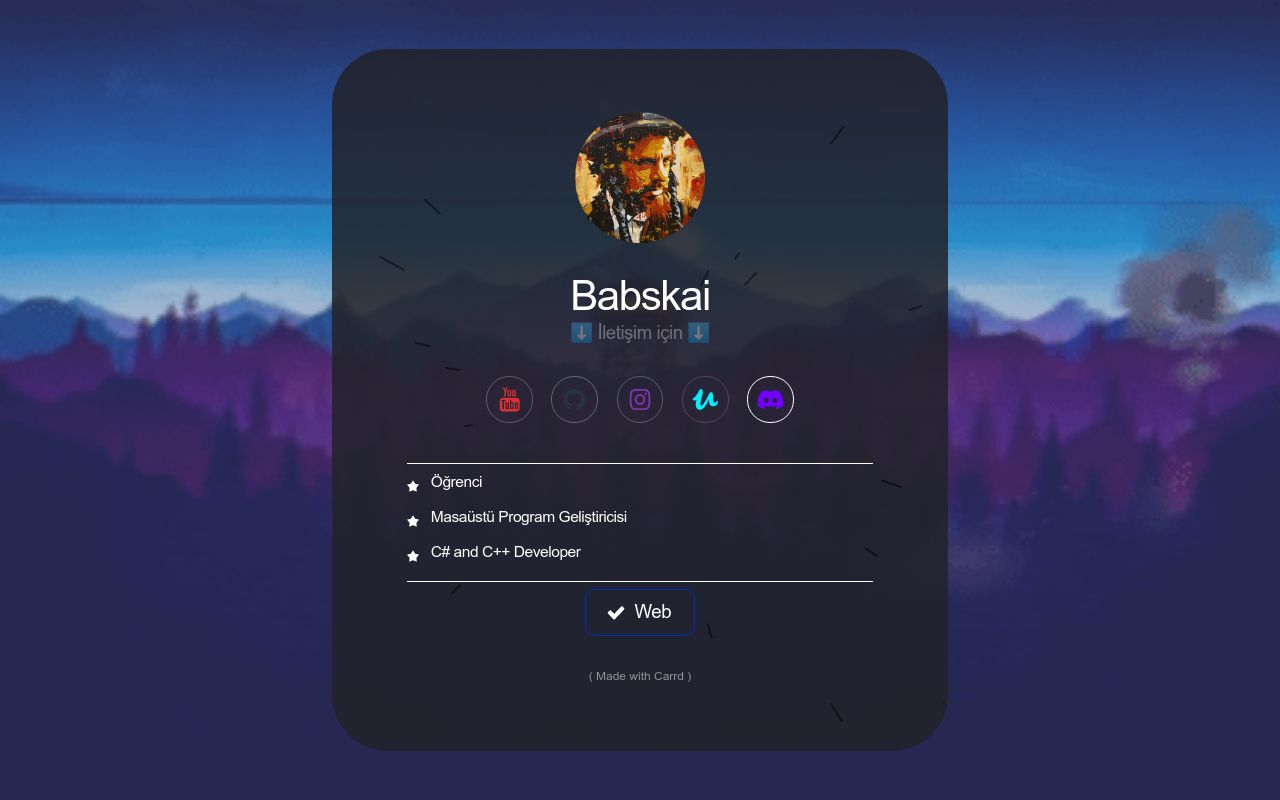 Babskai
⬇️ İletişim için ⬇️
You
Tube
Öğrenci
Masaüstü Program Geliştiricisi
C# and C++ Developer
Web
( Made with Carrd )